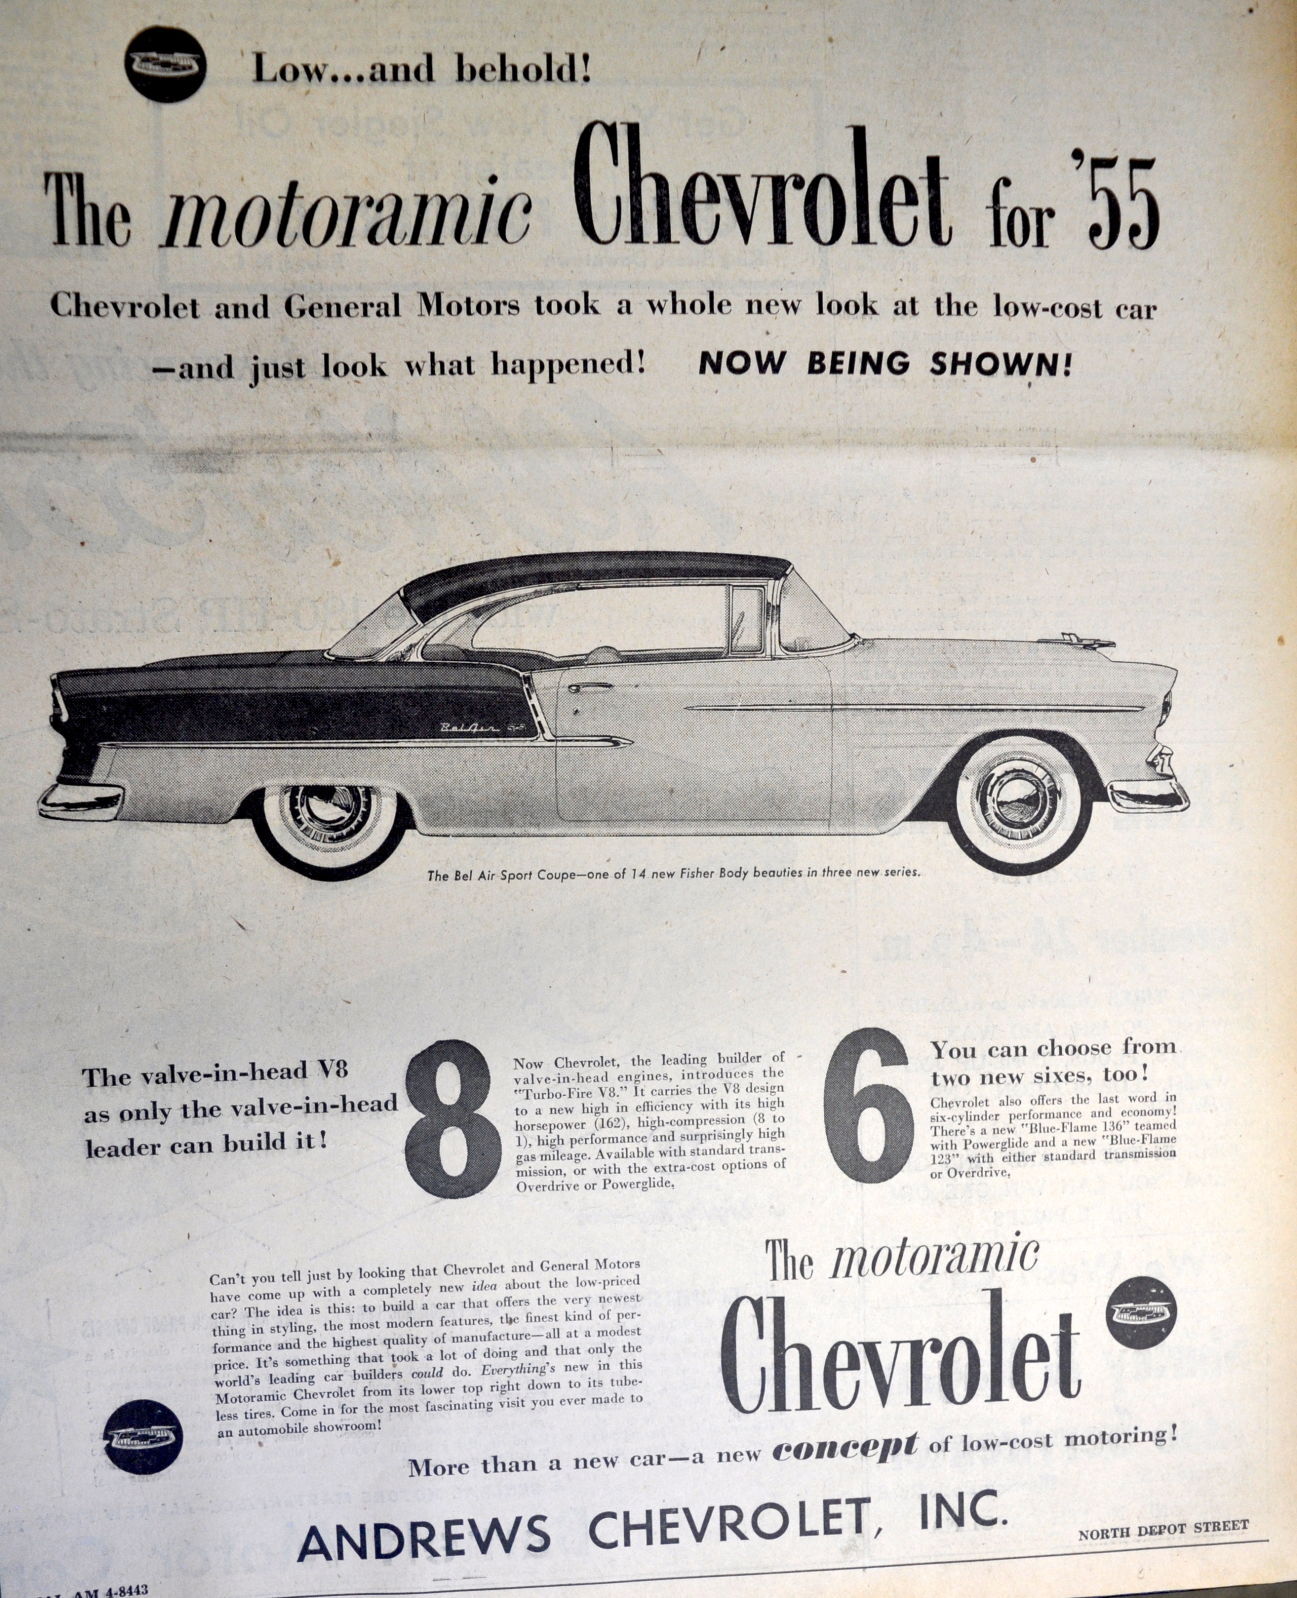 Low...and behold!
The motoramic Chevrolet for '55
Chevrolet and General Motors took a whole new look at the low-cost car
—and just look what happened! NOW BEING SHOWN!
Bel Air
The Bel Air Sport Coupe—one of 14 new Fisher Body beauties in three new series.
The valve-in-head V8
as only the valve-in-head
leader can build it!
8
Now Chevrolet, the leading builder of
valve-in-head engines, introduces the
"Turbo-Fire V8." It carries the V8 design
to a new high in efficiency with its high
horsepower (162), high-compression (8 to
1), high performance and surprisingly high
gas mileage. Available with standard trans-
mission, or with the extra-cost options of
Overdrive or Powerglide.
6
You can choose from
two new sixes, too!
Chevrolet also offers the last word in
six-cylinder performance and economy!
There's a new "Blue-Flame 136" teamed
with Powerglide and a new "Blue-Flame
123" with either standard transmission
or Overdrive.
Can't you tell just by looking that Chevrolet and General Motors
have come up with a completely new idea about the low-priced
car? The idea is this: to build a car that offers the very newest
thing in styling, the most modern features, the finest kind of per-
formance and the highest quality of manufacture—all at a modest
price. It's something that took a lot of doing and that only the
world's leading car builders could do. Everything's new in this
Motoramic Chevrolet from its lower top right down to its tube-
less tires. Come in for the most fascinating visit you ever made to
an automobile showroom!
The motoramic
Chevrolet
More than a new car—a new concept of low-cost motoring!
ANDREWS CHEVROLET, INC.
NORTH DEPOT STREET
AM 4-8443